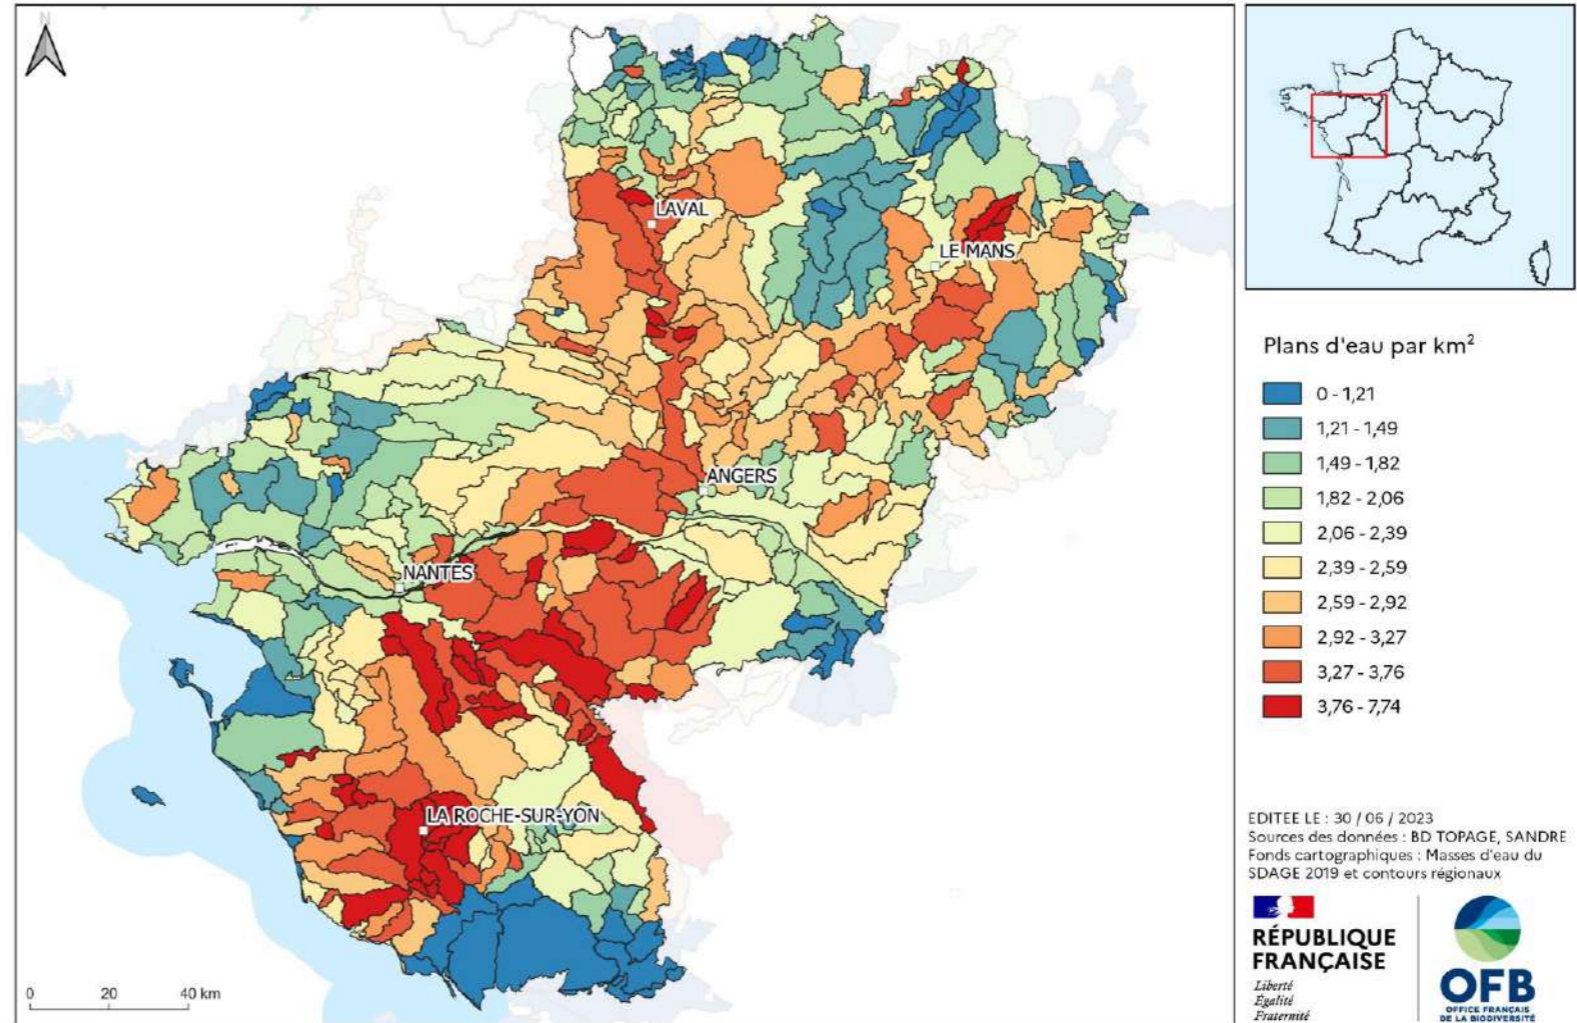 N
LAVAL
LE MANS
ANGERS
NANTES
LA ROCHE-SUR-YON
0 20 40 km
Plans d'eau par km²
0 - 1,21
1,21 - 1,49
1,49 - 1,82
1,82 - 2,06
2,06 - 2,39
2,39 - 2,59
2,59 - 2,92
2,92 - 3,27
3,27 - 3,76
3,76 - 7,74
EDITEE LE : 30 / 06 / 2023
Sources des données : BD TOPAGE, SANDRE
Fonds cartographiques : Masses d'eau du
SDAGE 2019 et contours régionaux
RÉPUBLIQUE
FRANÇAISE
Liberté
Égalité
Fraternité
OFB
OFFICE FRANÇAIS
DE LA BIODIVERSITÉ